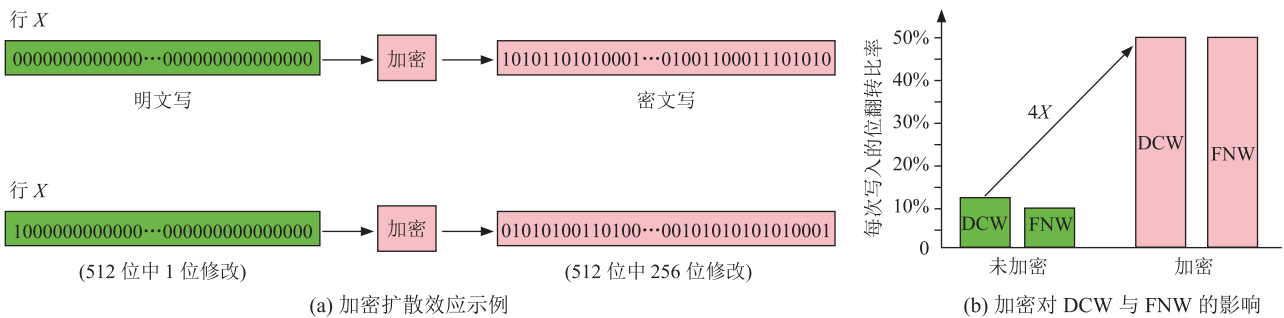 行 X
0000000000000···000000000000000
加密
10101101010001···01001100011101010
明文写
密文写
行 X
1000000000000···000000000000000
加密
01010100110100···00101010101010001
(512 位中 1 位修改)
(512 位中 256 位修改)
(a) 加密扩散效应示例
每次写入的位翻转比率
50%
40%
30%
20%
10%
0
4X
DCW
FNW
DCW
FNW
未加密
加密
(b) 加密对 DCW 与 FNW 的影响